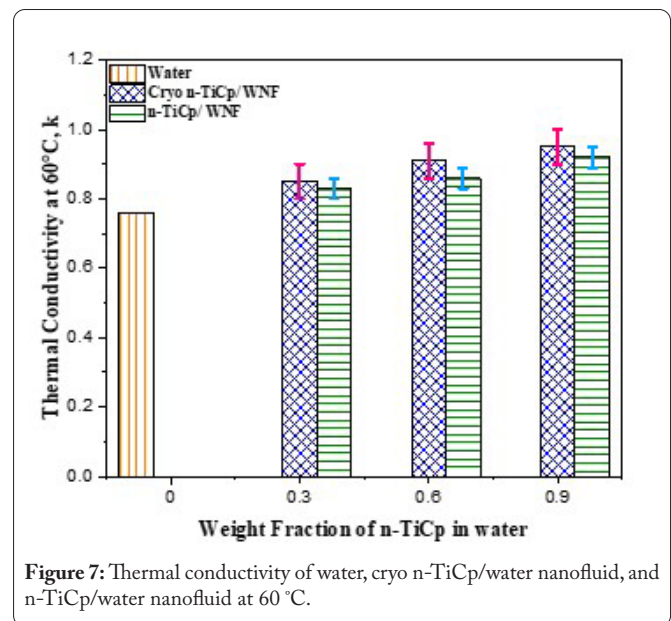 1.2
Water
Cryo n-TiCp/ WNF
n-TiCp/ WNF
1.0
0.8
0.6
0.4
0.2
0.0
Thermal Conductivity at 60°C, k
0 0.3 0.6 0.9
Weight Fraction of n-TiCp in water
Figure 7: Thermal conductivity of water, cryo n-TiCp/water nanofluid, and
n-TiCp/water nanofluid at 60 °C.